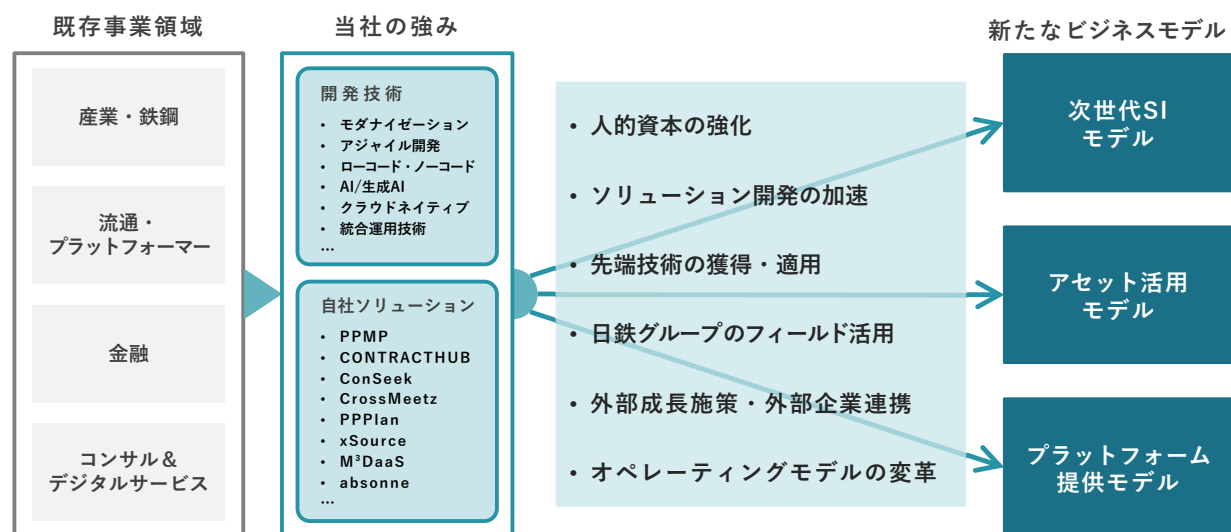 既存事業領域
産業・鉄鋼
流通・
プラットフォーマー
金融
コンサル＆
デジタルサービス
当社の強み
開発技術
• モダナイゼーション
• アジャイル開発
• ローコード・ノーコード
• AI/生成AI
• クラウドネイティブ
• 統合運用技術
...
自社ソリューション
• PPMP
• CONTRACTHUB
• ConSeek
• CrossMeetz
• PPPlan
• xSource
• M³DaaS
• absonne
...
• 人的資本の強化
• ソリューション開発の加速
• 先端技術の獲得・適用
• 日鉄グループのフィールド活用
• 外部成長施策・外部企業連携
• オペレーティングモデルの変革
新たなビジネスモデル
次世代SI
モデル
アセット活用
モデル
プラットフォーム
提供モデル